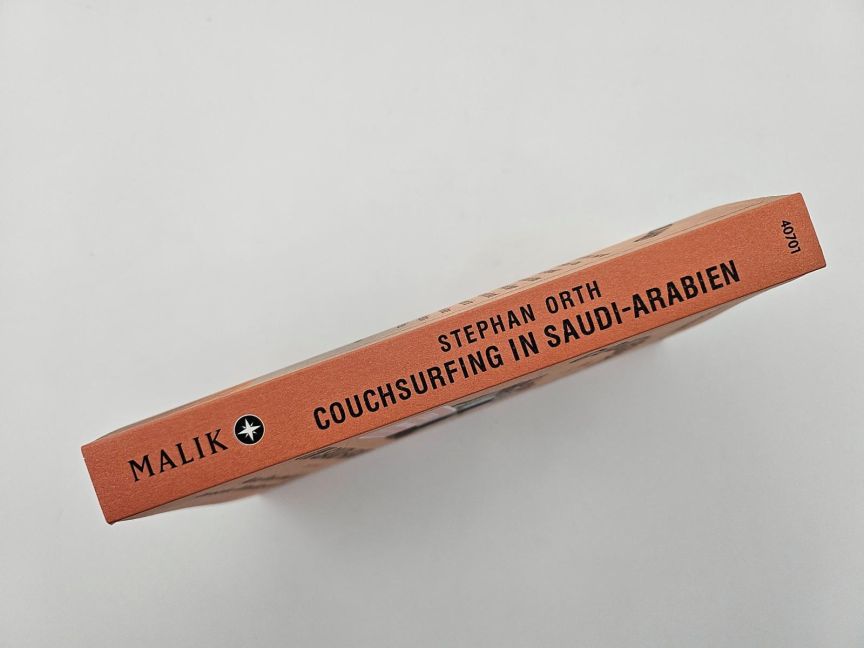 MALIK
STEPHAN ORTH
COUCHSURFING IN SAUDI-ARABIEN
40701